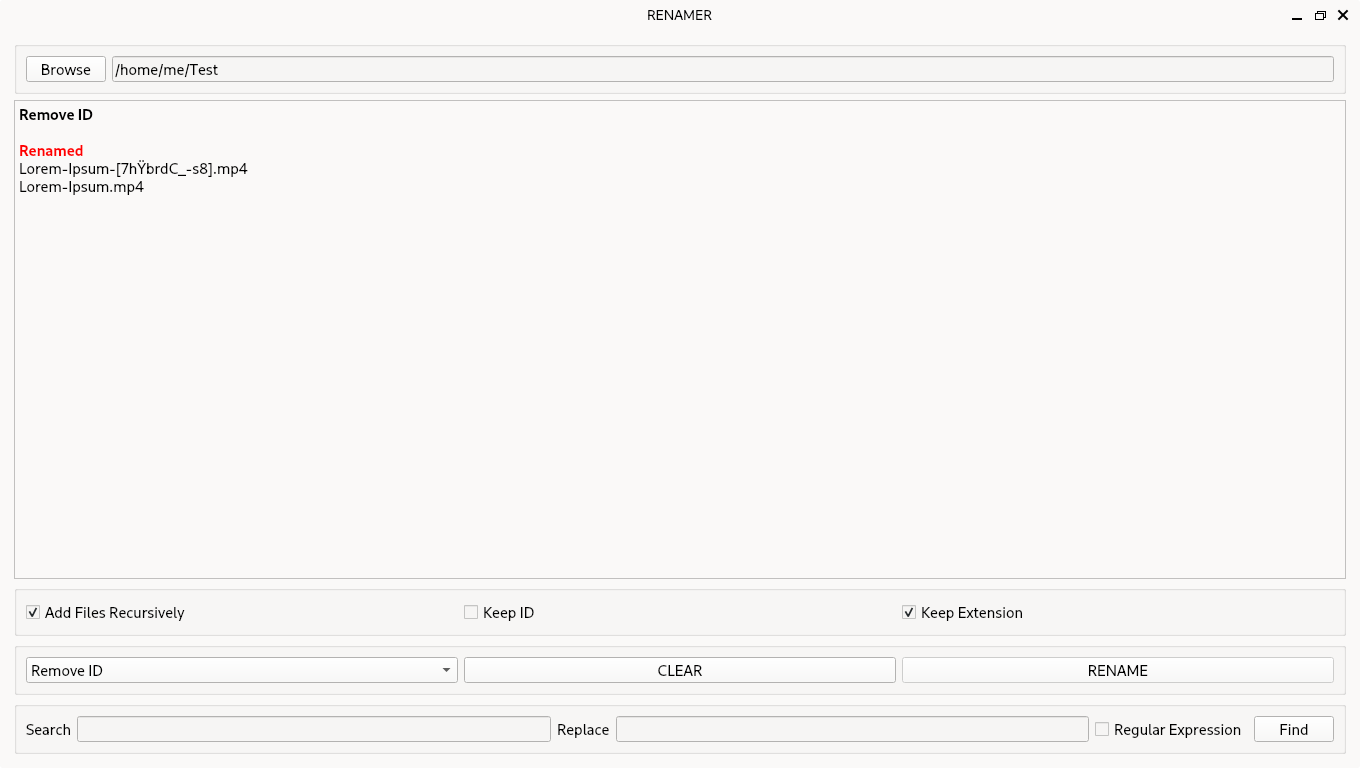 RENAMER
Browse /home/me/Test
Remove ID
Renamed
Lorem-Ipsum-[7hŸbrdC_-s8].mp4
Lorem-Ipsum.mp4
Add Files Recursively Keep ID Keep Extension
Remove ID CLEAR RENAME
Search Replace Regular Expression Find